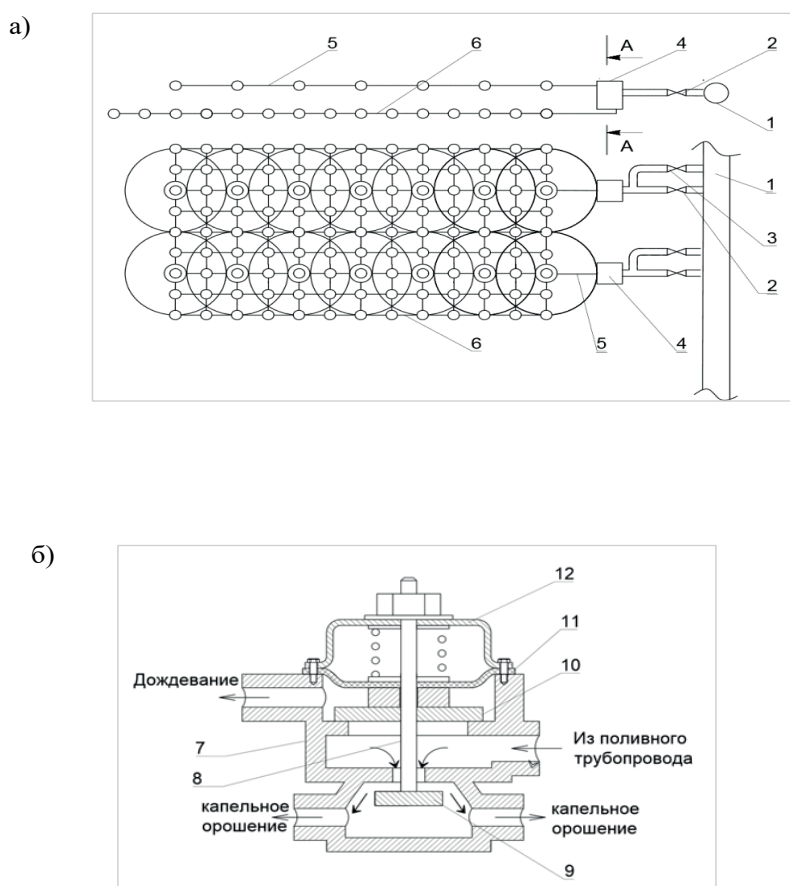 а)
5
6
А
4
2
1
А
1
3
2
6
5
4
б)
12
11
10
Дождевание
7
8
Из поливного
трубопровода
капельное
орошение
капельное
орошение
9